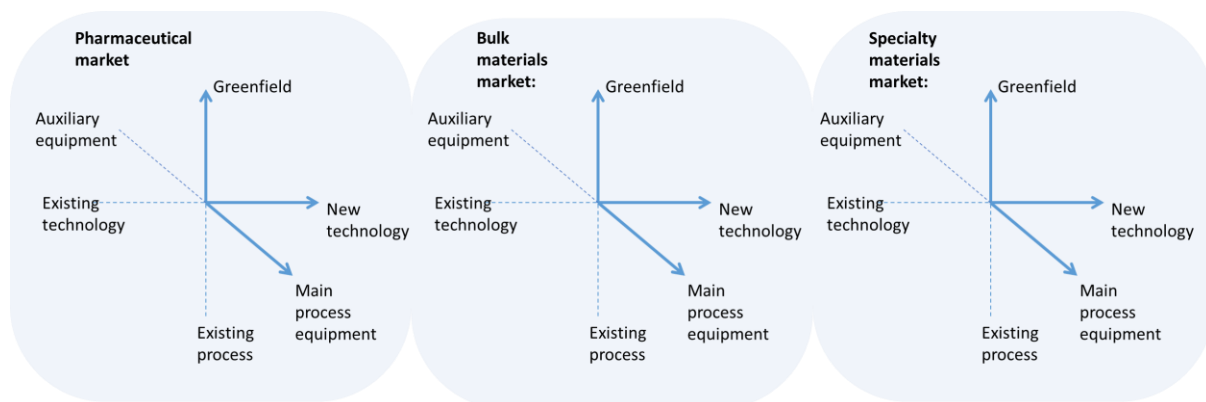 Pharmaceutical
market
Greenfield
Auxiliary
equipment
Existing
technology
New
technology
Main
process
equipment
Existing
process
Bulk
materials
market:
Greenfield
Auxiliary
equipment
Existing
technology
New
technology
Main
process
equipment
Existing
process
Specialty
materials
market:
Greenfield
Auxiliary
equipment
Existing
technology
New
technology
Main
process
equipment
Existing
process